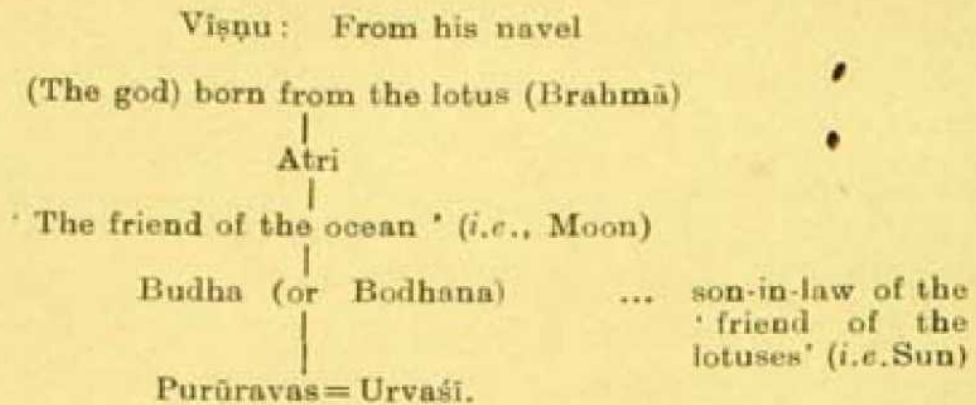 Viṣṇu: From his navel
(The god) born from the lotus (Brahmā)
Atri
' The friend of the ocean ' (i.e., Moon)
Budha (or Bodhana) ... son-in-law of the
' friend of the
lotuses' (i.e. Sun)
Purūravas = Urvaśī.